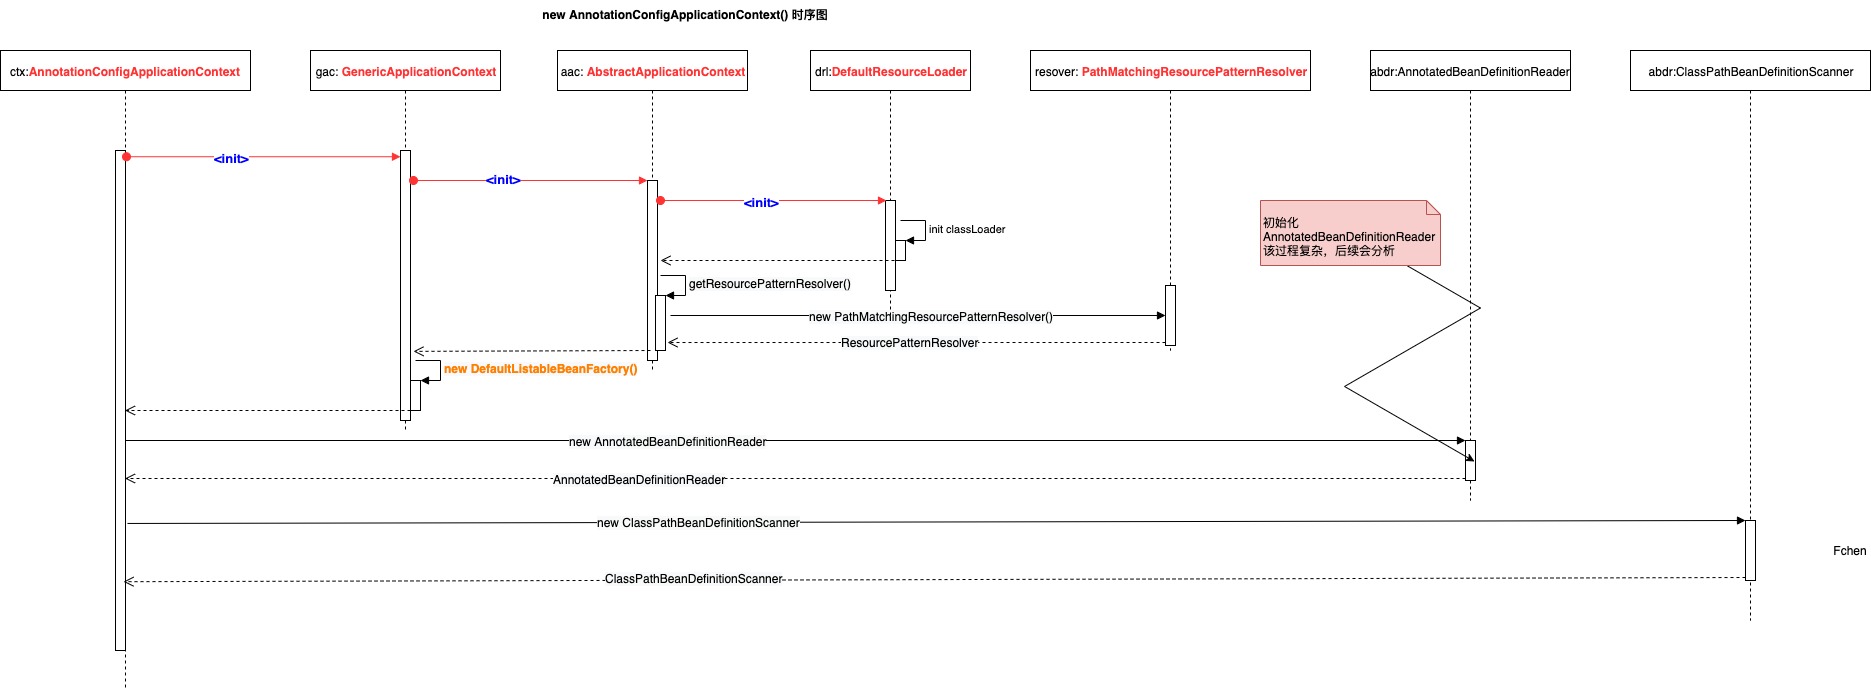 new AnnotationConfigApplicationContext() 时序图
ctx:AnnotationConfigApplicationContext
gac: GenericApplicationContext
aac: AbstractApplicationContext
drl:DefaultResourceLoader
resover: PathMatchingResourcePatternResolver
abdr:AnnotatedBeanDefinitionReader
abdr:ClassPathBeanDefinitionScanner
<init>
<init>
<init>
init classLoader
初始化
AnnotatedBeanDefinitionReader
该过程复杂，后续会分析
getResourcePatternResolver()
new PathMatchingResourcePatternResolver()
ResourcePatternResolver
new DefaultListableBeanFactory()
new AnnotatedBeanDefinitionReader
AnnotatedBeanDefinitionReader
new ClassPathBeanDefinitionScanner
Fchen
ClassPathBeanDefinitionScanner